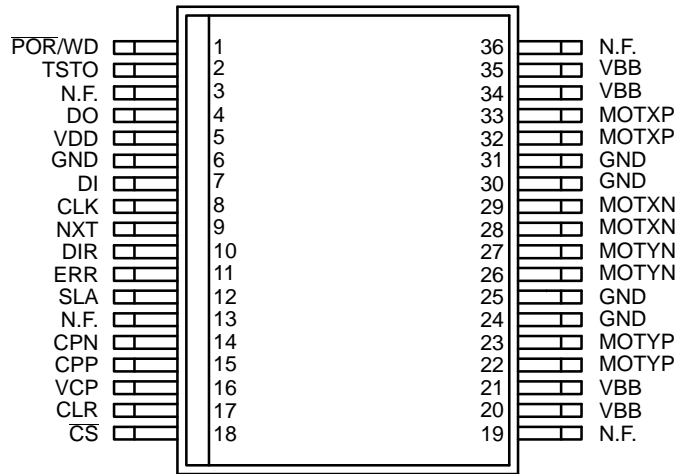 P̅O̅R̅/WD 1 36 N.F.
TSTO 2 35 VBB
N.F. 3 34 VBB
DO 4 33 MOTXP
VDD 5 32 MOTXP
GND 6 31 GND
DI 7 30 GND
CLK 8 29 MOTXN
NXT 9 28 MOTXN
DIR 10 27 MOTYN
ERR 11 26 MOTYN
SLA 12 25 GND
N.F. 13 24 GND
CPN 14 23 MOTYP
CPP 15 22 MOTYP
VCP 16 21 VBB
CLR 17 20 VBB
C̅S̅ 18 19 N.F.